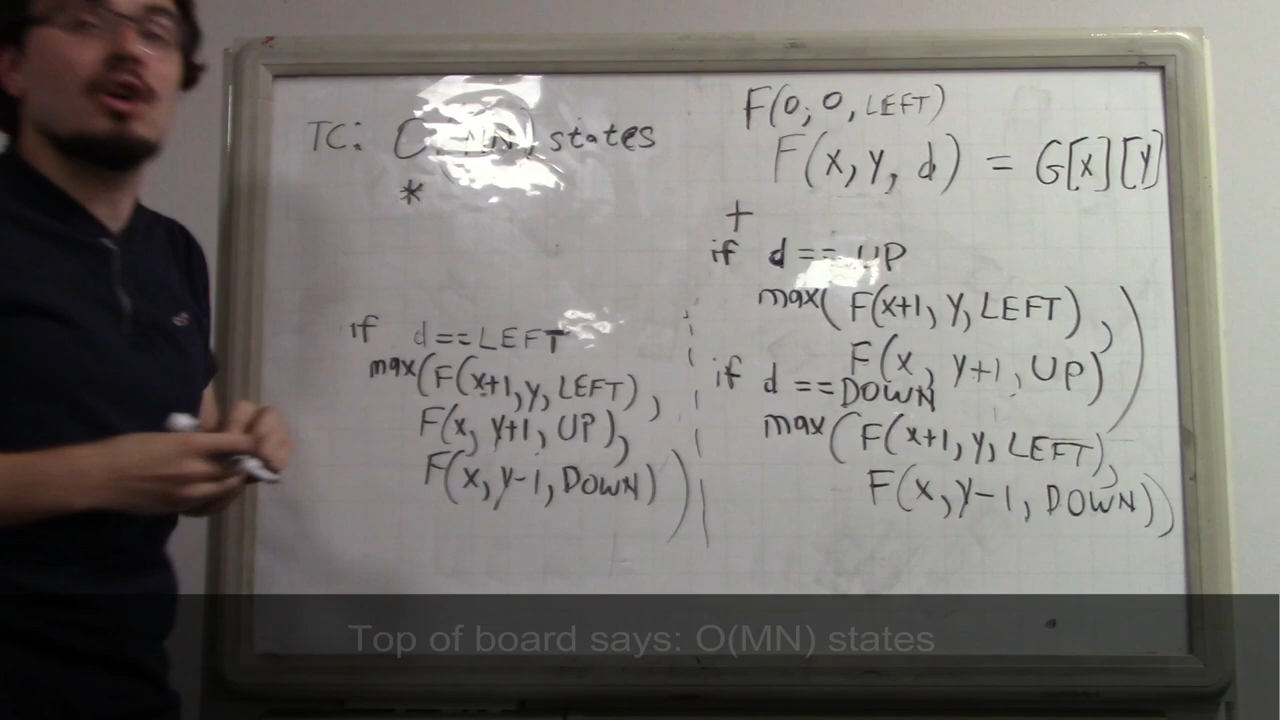 TC: O(MN) states
*
F(0, 0, LEFT)
F(x, y, d) = G[x][y]
+
if d == UP
max( F(x+1, y, LEFT),
F(x, y+1, UP))
if d == DOWN
max( F(x+1, y, LEFT),
F(x, y-1, DOWN))
if d == LEFT
max(F(x+1, y, LEFT),
F(x, y+1, UP),
F(x, y-1, DOWN))
Top of board says: O(MN) states